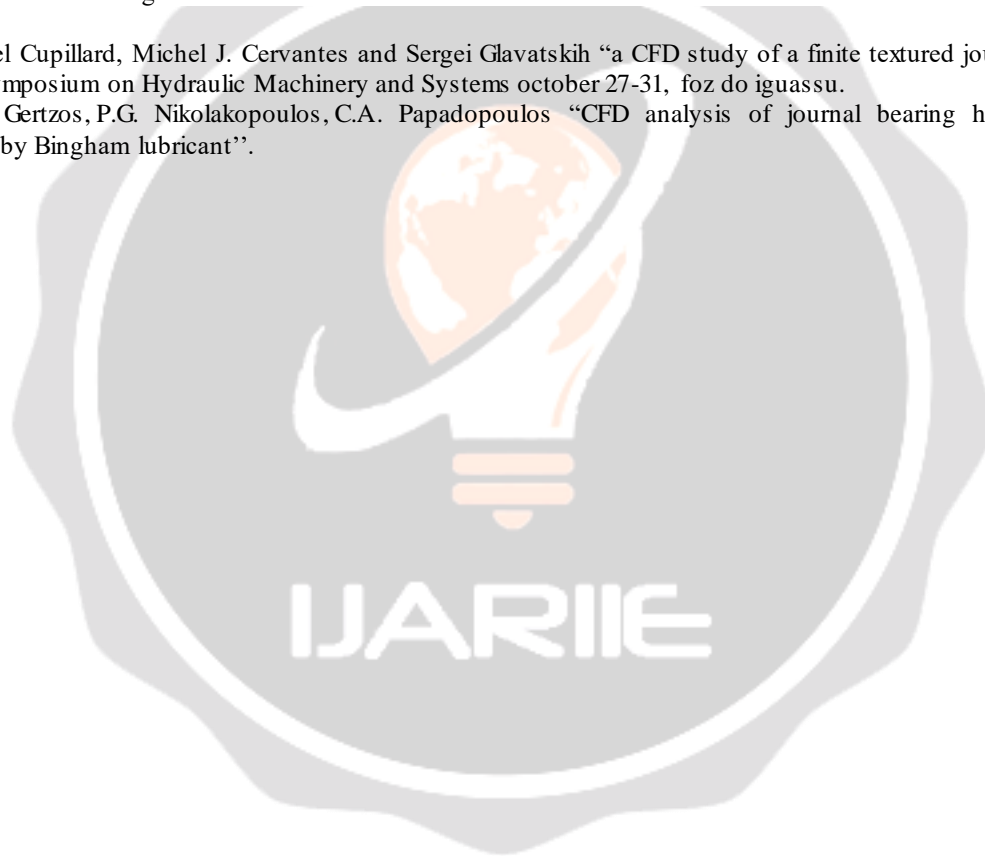 el Cupillard, Michel J. Cervantes and Sergei Glavatskih “a CFD study of a finite textured jou
mposium on Hydraulic Machinery and Systems october 27-31, foz do iguassu.
Gertzos, P.G. Nikolakopoulos, C.A. Papadopoulos “CFD analysis of journal bearing h
by Bingham lubricant’’.
IJARIIE